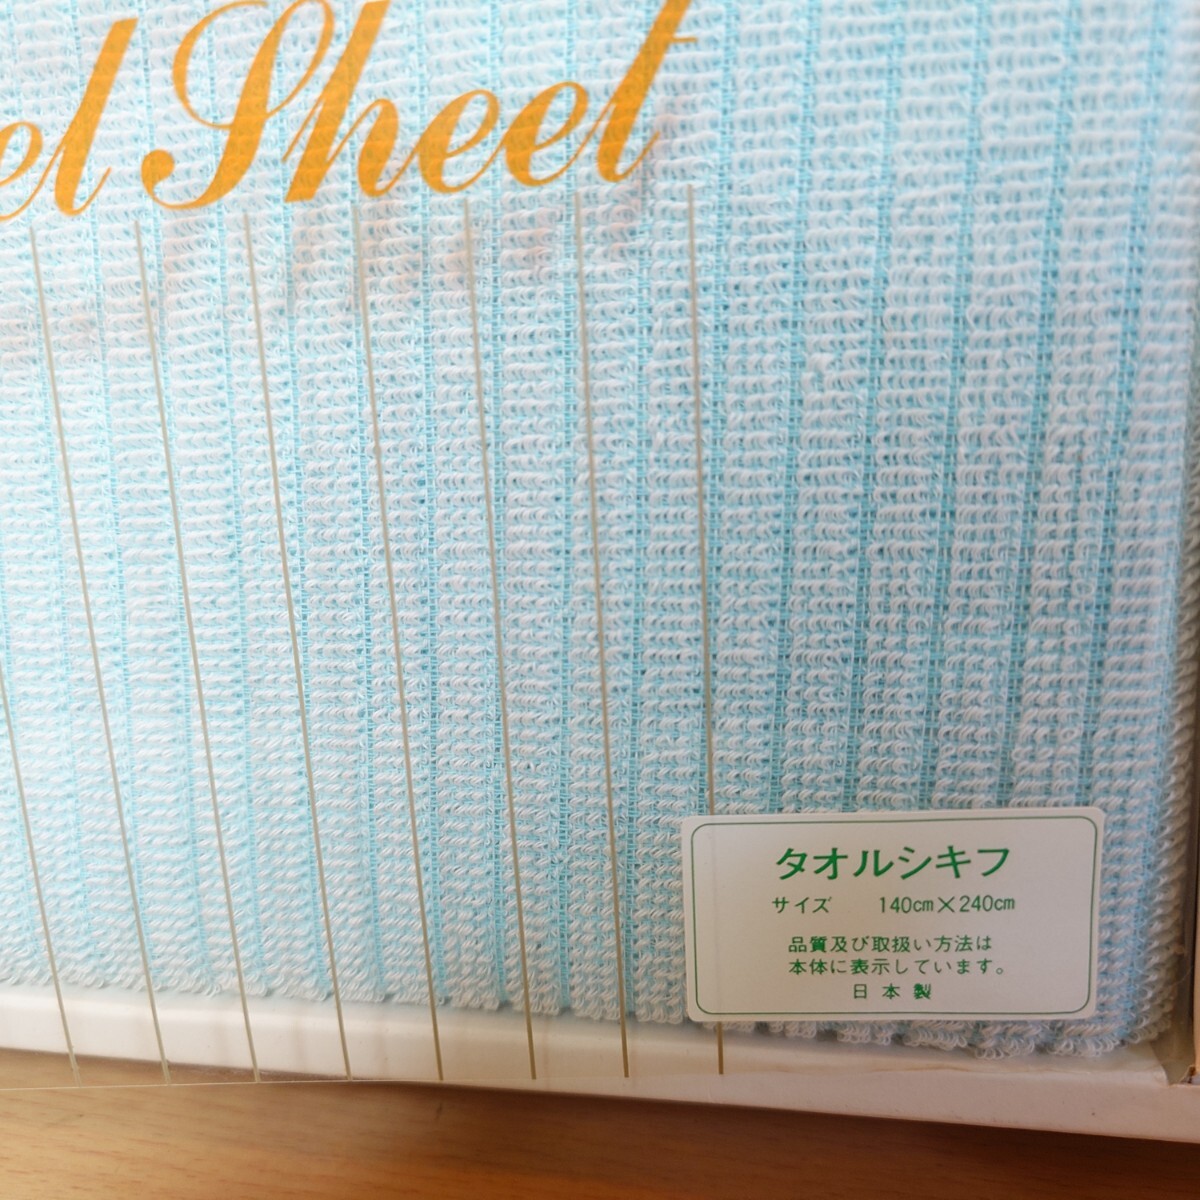 el Sheet
タオルシキフ
サイズ 140cm×240cm
品質及び取扱い方法は
本体に表示しています。
日本製